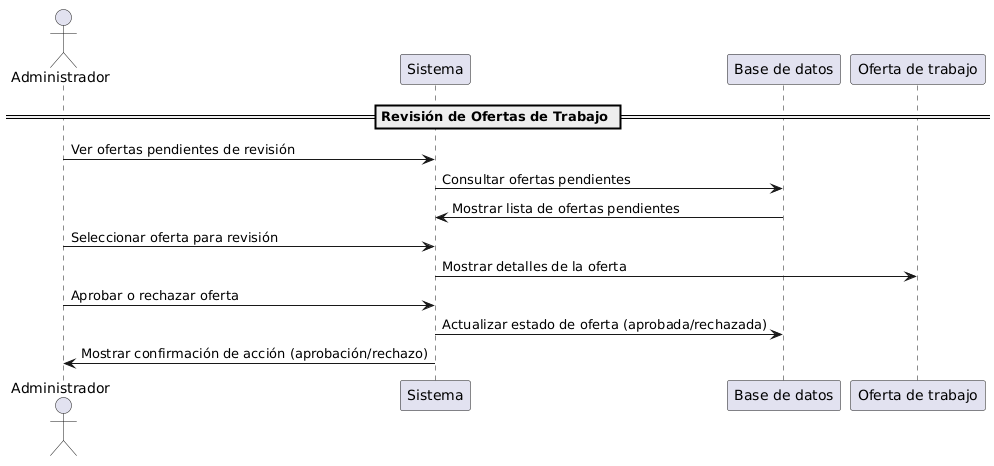 Administrador
Sistema
Base de datos
Oferta de trabajo
Revisión de Ofertas de Trabajo
Ver ofertas pendientes de revisión
Consultar ofertas pendientes
Mostrar lista de ofertas pendientes
Seleccionar oferta para revisión
Mostrar detalles de la oferta
Aprobar o rechazar oferta
Actualizar estado de oferta (aprobada/rechazada)
Mostrar confirmación de acción (aprobación/rechazo)
Administrador
Sistema
Base de datos
Oferta de trabajo